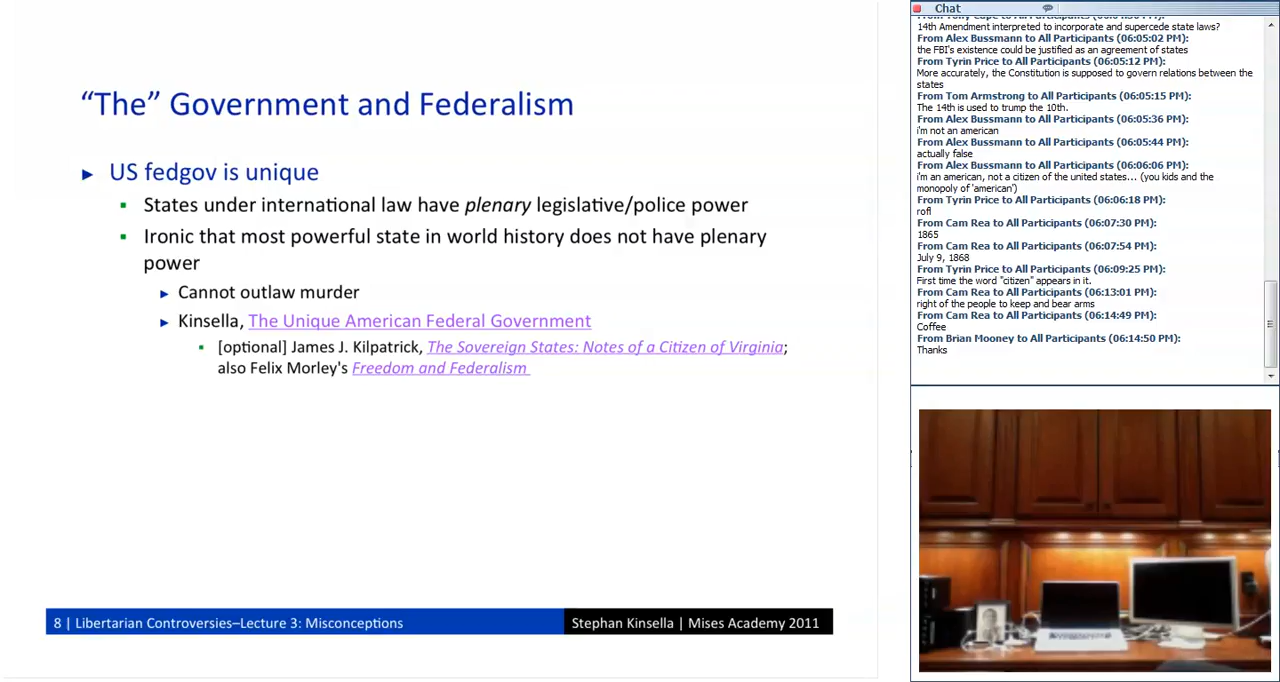 “The” Government and Federalism
► US fedgov is unique
▪ States under international law have plenary legislative/police power
▪ Ironic that most powerful state in world history does not have plenary
power
► Cannot outlaw murder
► Kinsella, The Unique American Federal Government
▪ [optional] James J. Kilpatrick, The Sovereign States: Notes of a Citizen of Virginia;
also Felix Morley's Freedom and Federalism
8 | Libertarian Controversies–Lecture 3: Misconceptions
Stephan Kinsella | Mises Academy 2011
Chat
14th Amendment interpreted to incorporate and supercede state laws?
From Alex Bussmann to All Participants (06:05:02 PM):
the FBI's existence could be justified as an agreement of states
From Tyrin Price to All Participants (06:05:12 PM):
More accurately, the Constitution is supposed to govern relations between the
states
From Tom Armstrong to All Participants (06:05:15 PM):
The 14th is used to trump the 10th.
From Alex Bussmann to All Participants (06:05:36 PM):
i'm not an american
From Alex Bussmann to All Participants (06:05:44 PM):
actually false
From Alex Bussmann to All Participants (06:06:06 PM):
i'm an american, not a citizen of the united states... (you kids and the
monopoly of 'american')
From Tyrin Price to All Participants (06:06:18 PM):
rofl
From Cam Rea to All Participants (06:07:30 PM):
1865
From Cam Rea to All Participants (06:07:54 PM):
July 9, 1868
From Tyrin Price to All Participants (06:09:25 PM):
First time the word "citizen" appears in it.
From Cam Rea to All Participants (06:13:01 PM):
right of the people to keep and bear arms
From Cam Rea to All Participants (06:14:49 PM):
Coffee
From Brian Mooney to All Participants (06:14:50 PM):
Thanks